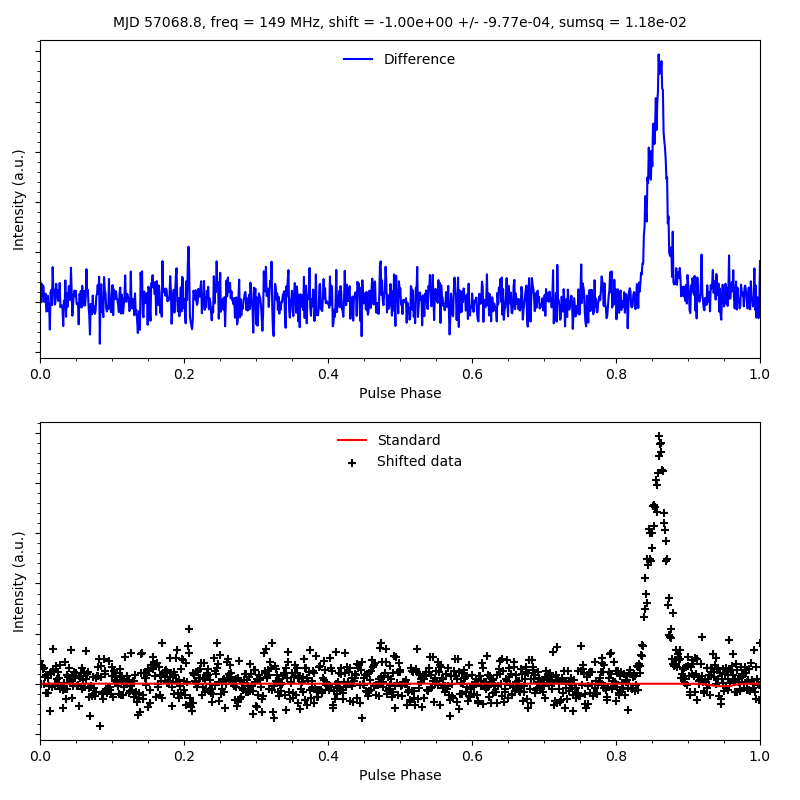 MJD 57068.8, freq = 149 MHz, shift = -1.00e+00 +/- -9.77e-04, sumsq = 1.18e-02
Difference
Intensity (a.u.)
0.0 0.2 0.4 0.6 0.8 1.0
Pulse Phase
Standard
Shifted data
Intensity (a.u.)
0.0 0.2 0.4 0.6 0.8 1.0
Pulse Phase